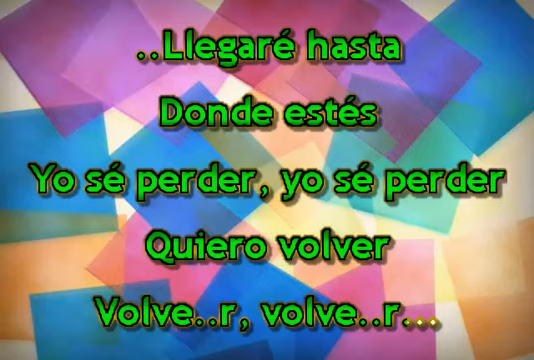 ..Llegaré hasta
Donde estés
Yo sé perder, yo sé perder
Quiero volver
Volve..r, volve..r...